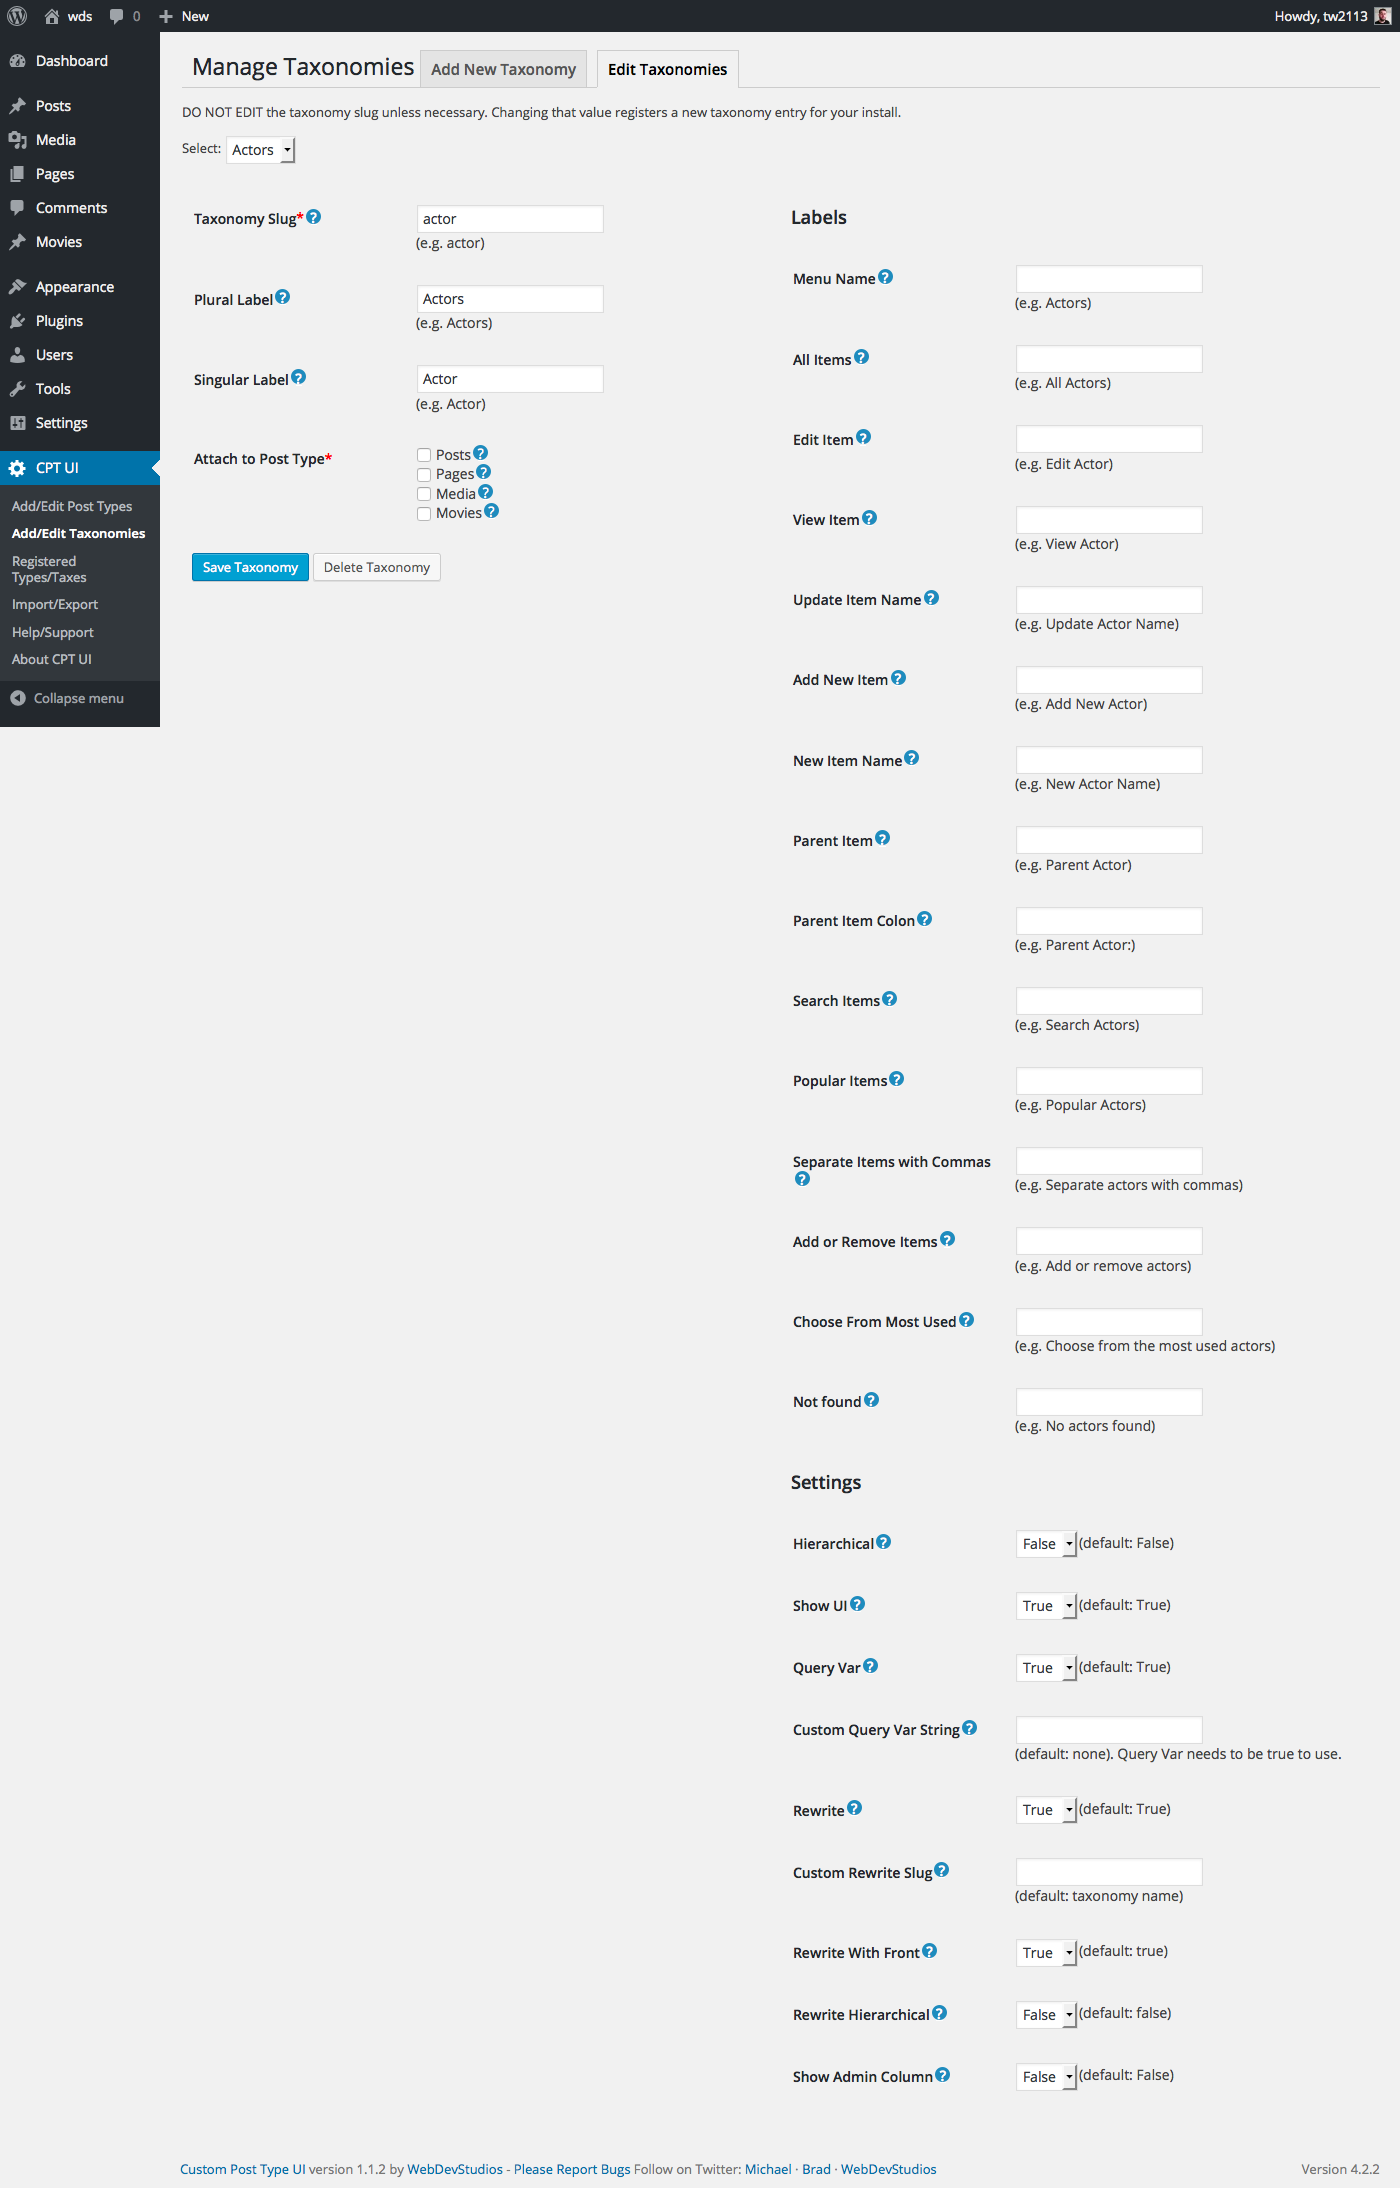 wds 0 New Howdy, tw2113
Dashboard
Posts
Media
Pages
Comments
Movies
Appearance
Plugins
Users
Tools
Settings
CPT UI
Add/Edit Post Types
Add/Edit Taxonomies
Registered
Types/Taxes
Import/Export
Help/Support
About CPT UI
Collapse menu
Manage Taxonomies Add New Taxonomy Edit Taxonomies
DO NOT EDIT the taxonomy slug unless necessary. Changing that value registers a new taxonomy entry for your install.
Select: Actors
Taxonomy Slug* ? actor
(e.g. actor)
Plural Label ? Actors
(e.g. Actors)
Singular Label ? Actor
(e.g. Actor)
Attach to Post Type* Posts ?
Pages ?
Media ?
Movies ?
Save Taxonomy Delete Taxonomy
Labels
Menu Name ?
(e.g. Actors)
All Items ?
(e.g. All Actors)
Edit Item ?
(e.g. Edit Actor)
View Item ?
(e.g. View Actor)
Update Item Name ?
(e.g. Update Actor Name)
Add New Item ?
(e.g. Add New Actor)
New Item Name ?
(e.g. New Actor Name)
Parent Item ?
(e.g. Parent Actor)
Parent Item Colon ?
(e.g. Parent Actor:)
Search Items ?
(e.g. Search Actors)
Popular Items ?
(e.g. Popular Actors)
Separate Items with Commas
?
(e.g. Separate actors with commas)
Add or Remove Items ?
(e.g. Add or remove actors)
Choose From Most Used ?
(e.g. Choose from the most used actors)
Not found ?
(e.g. No actors found)
Settings
Hierarchical ? False (default: False)
Show UI ? True (default: True)
Query Var ? True (default: True)
Custom Query Var String ?
(default: none). Query Var needs to be true to use.
Rewrite ? True (default: True)
Custom Rewrite Slug ?
(default: taxonomy name)
Rewrite With Front ? True (default: true)
Rewrite Hierarchical ? False (default: false)
Show Admin Column ? False (default: False)
Custom Post Type UI version 1.1.2 by WebDevStudios - Please Report Bugs Follow on Twitter: Michael · Brad · WebDevStudios Version 4.2.2